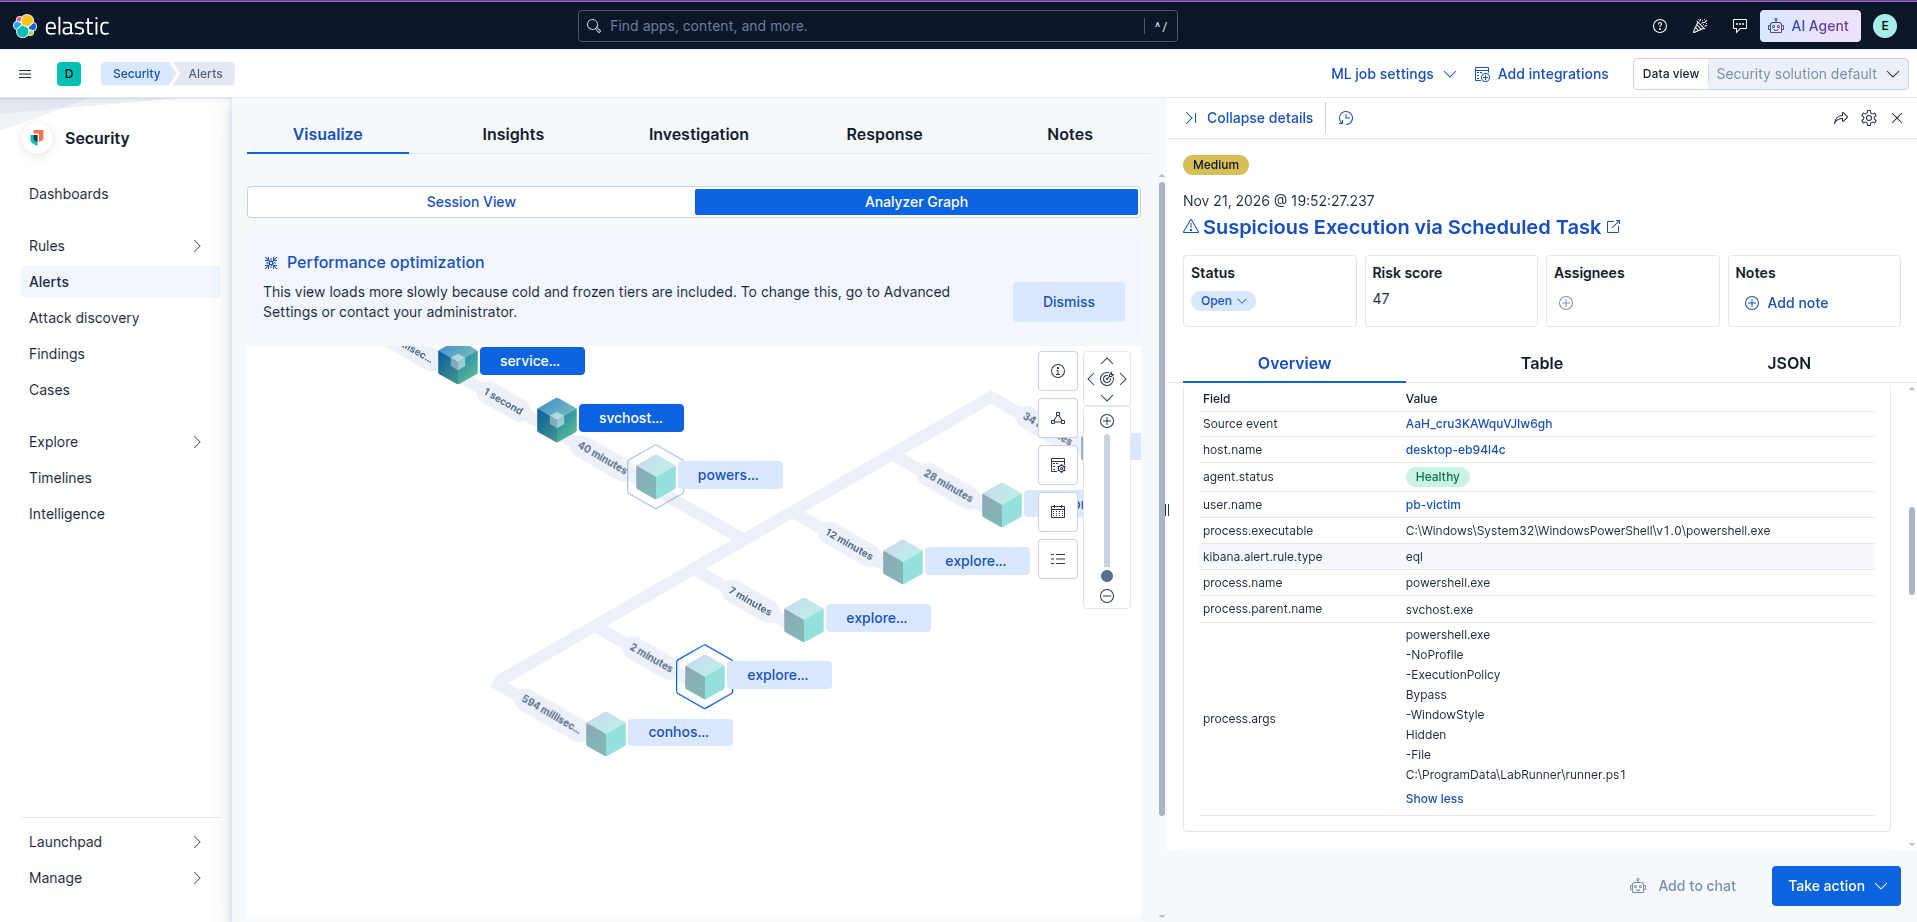 elastic
Find apps, content, and more.
^ /
AI Agent
E
D
Security
Alerts
ML job settings
Add integrations
Data view
Security solution default
Security
Dashboards
Rules
Alerts
Attack discovery
Findings
Cases
Explore
Timelines
Intelligence
Launchpad
Manage
Visualize
Insights
Investigation
Response
Notes
Session View
Analyzer Graph
Performance optimization
This view loads more slowly because cold and frozen tiers are included. To change this, go to Advanced
Settings or contact your administrator.
Dismiss
service...
1 second
svchost...
40 minutes
powers...
28 minutes
12 minutes
explore...
7 minutes
explore...
2 minutes
explore...
594 millisec...
conhos...
Collapse details
Medium
Nov 21, 2026 @ 19:52:27.237
Suspicious Execution via Scheduled Task
Status
Open
Risk score
47
Assignees
Notes
Add note
Overview
Table
JSON
Field Value
Source event AaH_cru3KAWquVJlw6gh
host.name desktop-eb94l4c
agent.status Healthy
user.name pb-victim
process.executable C:\Windows\System32\WindowsPowerShell\v1.0\powershell.exe
kibana.alert.rule.type eql
process.name powershell.exe
process.parent.name svchost.exe
process.args
powershell.exe
-NoProfile
-ExecutionPolicy
Bypass
-WindowStyle
Hidden
-File
C:\ProgramData\LabRunner\runner.ps1
Show less
Add to chat
Take action